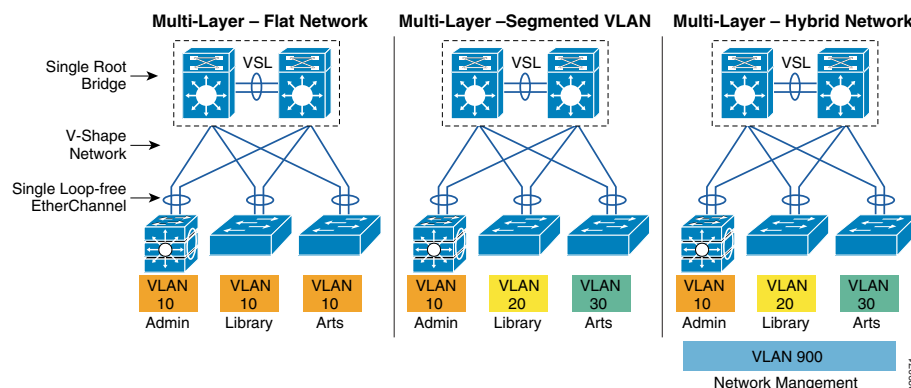 Multi-Layer – Flat Network
Multi-Layer –Segmented VLAN
Multi-Layer – Hybrid Network
Single Root
Bridge
VSL
VSL
VSL
V-Shape
Network
Single Loop-free
EtherChannel
VLAN
10
VLAN
10
VLAN
10
VLAN
10
VLAN
20
VLAN
30
VLAN
10
VLAN
20
VLAN
30
Admin
Library
Arts
Admin
Library
Arts
Admin
Library
Arts
VLAN 900
Network Mangement